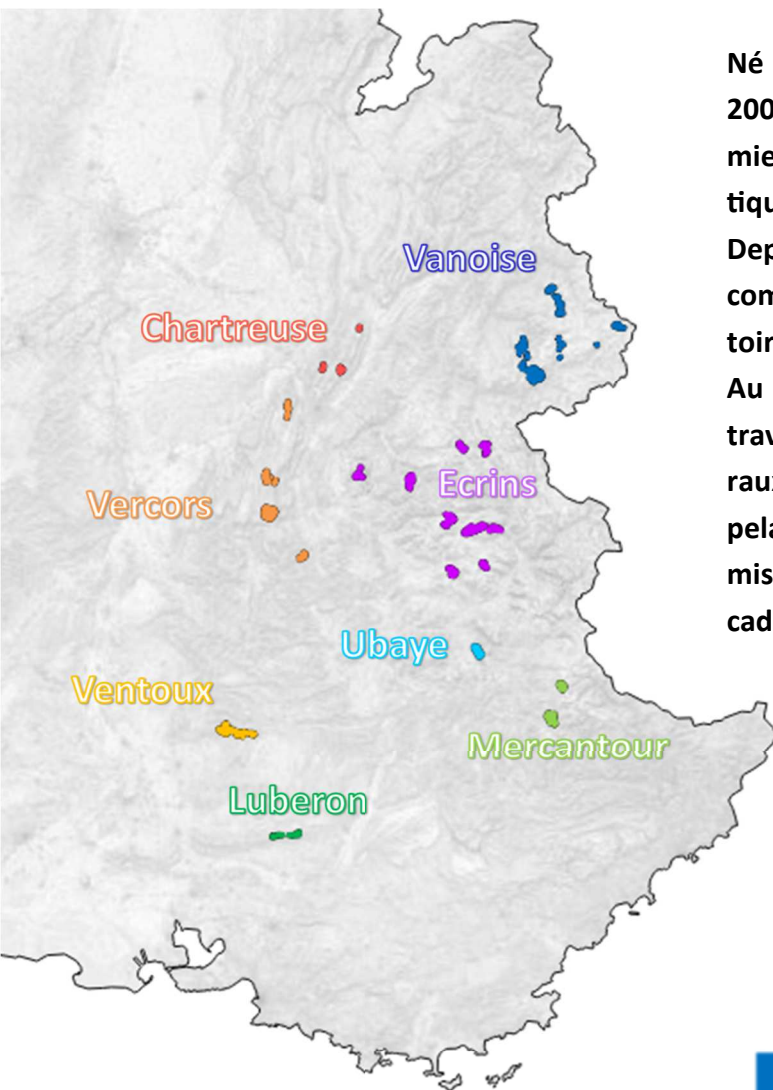 Vanoise
Chartreuse
Vercors
Ecrins
Ubaye
Ventoux
Mercantour
Luberon
Né
200
mie
tiqu
Dep
com
toir
Au
trav
raux
pela
mis
cad